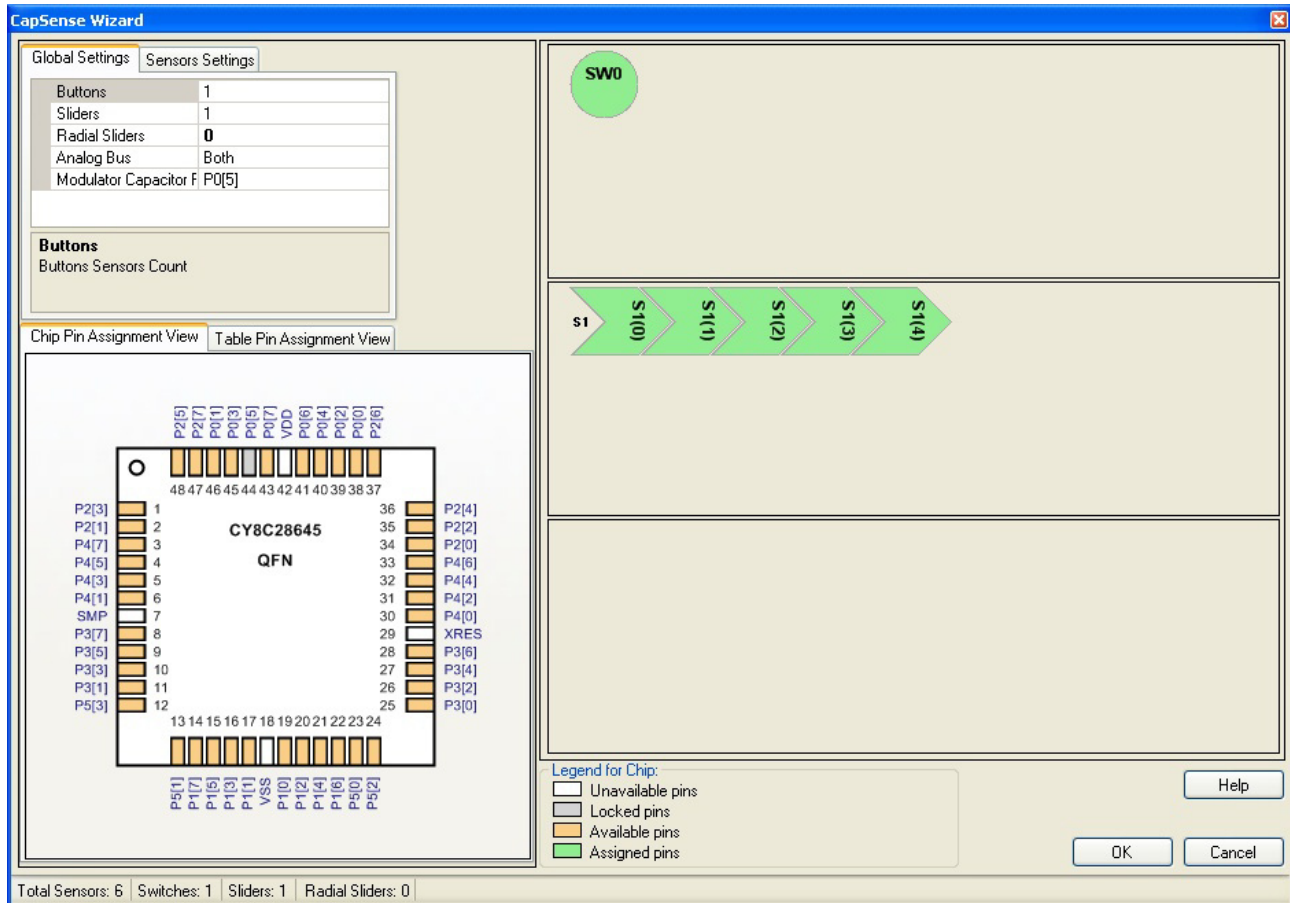 CapSense Wizard
Global Settings Sensors Settings
Buttons 1
Sliders 1
Radial Sliders 0
Analog Bus Both
Modulator Capacitor F P0[5]
Buttons
Buttons Sensors Count
Chip Pin Assignment View Table Pin Assignment View
P2[5] P2[7] P0[1] P0[3] P0[5] P0[7] VDD P0[6] P0[4] P0[2] P0[0] P2[6]
48 47 46 45 44 43 42 41 40 39 38 37
P2[3] 1 36 P2[4]
P2[1] 2 35 P2[2]
P4[7] 3 34 P2[0]
P4[5] 4 33 P4[6]
P4[3] 5 32 P4[4]
P4[1] 6 31 P4[2]
SMP 7 30 P4[0]
P3[7] 8 29 XRES
P3[5] 9 28 P3[6]
P3[3] 10 27 P3[4]
P3[1] 11 26 P3[2]
P5[3] 12 25 P3[0]
CY8C28645
QFN
13 14 15 16 17 18 19 20 21 22 23 24
P5[1] P1[7] P1[5] P1[3] P1[1] VSS P1[0] P1[2] P1[4] P1[6] P5[0] P5[2]
SW0
S1 S1(0) S1(1) S1(2) S1(3) S1(4)
Legend for Chip:
Unavailable pins
Locked pins
Available pins
Assigned pins
Help
OK Cancel
Total Sensors: 6 Switches: 1 Sliders: 1 Radial Sliders: 0